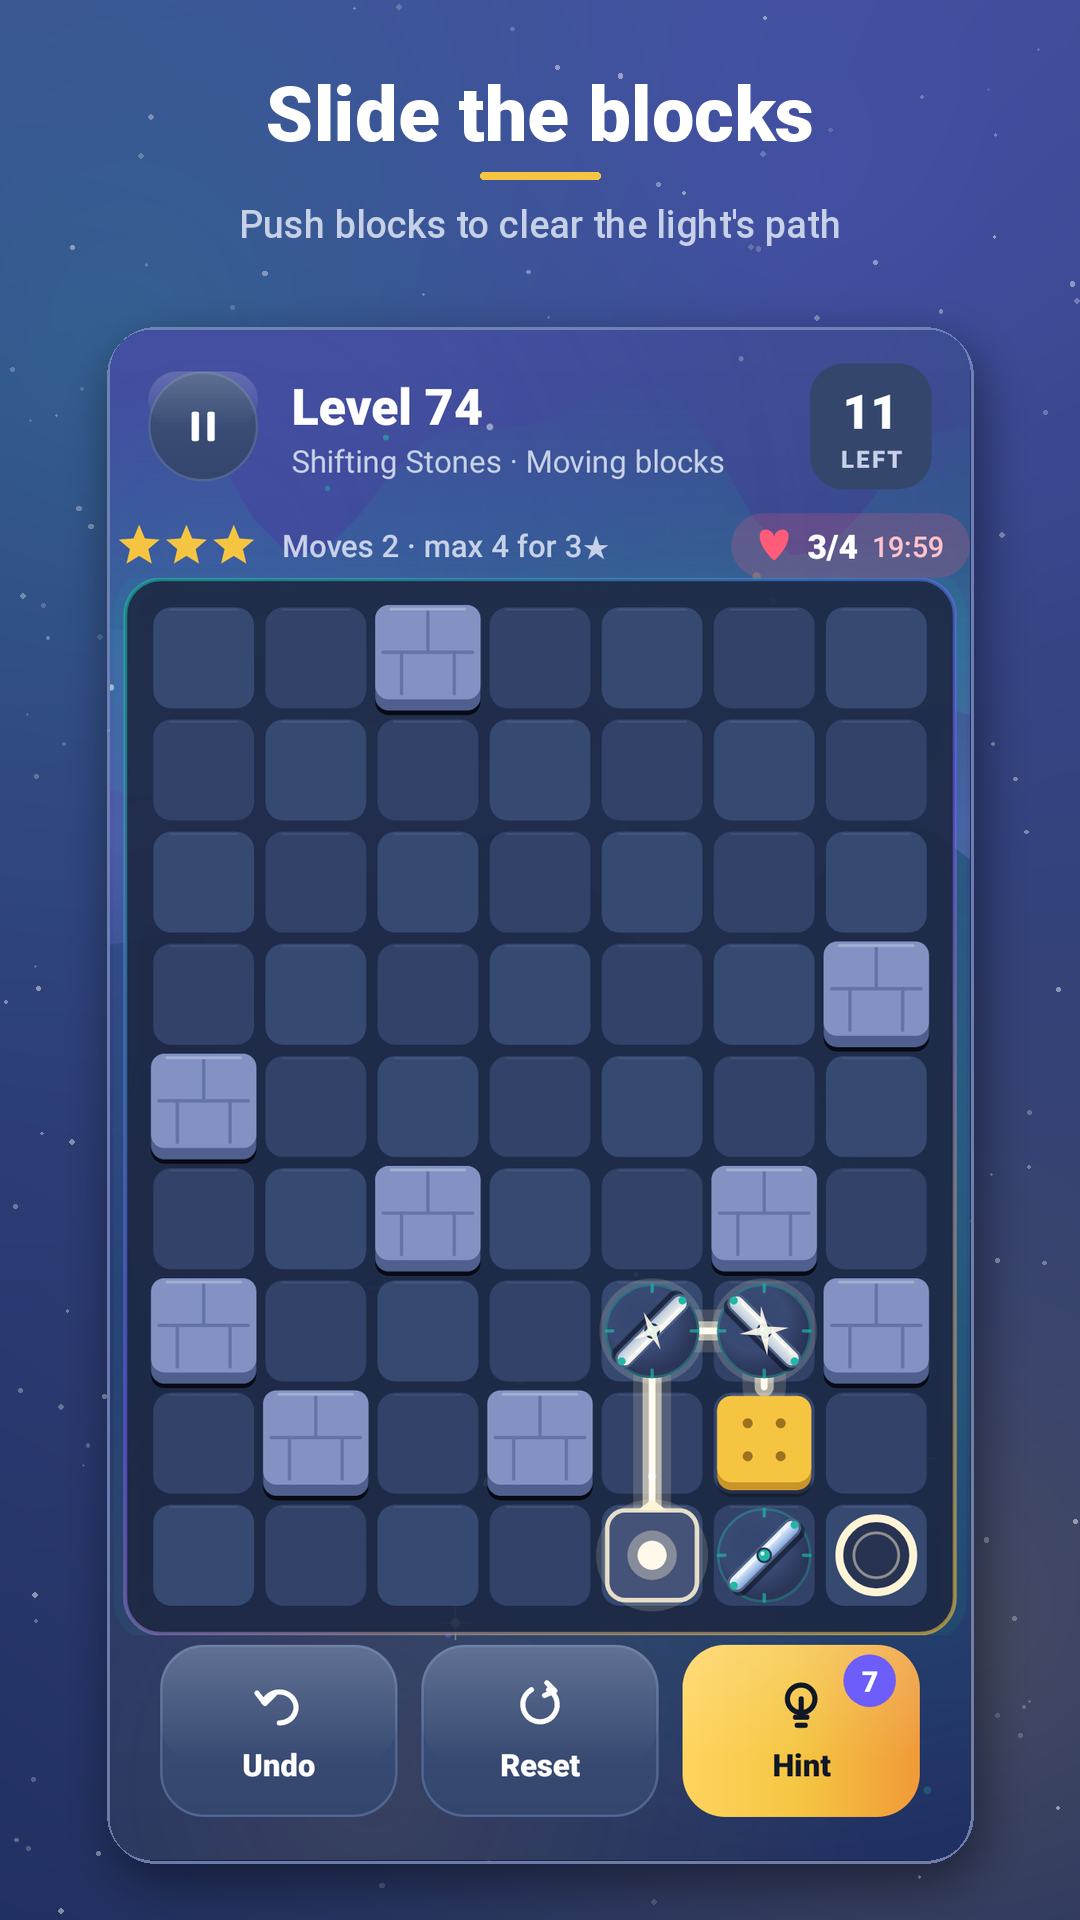 Slide the blocks
Push blocks to clear the light's path
Level 74
Shifting Stones · Moving blocks
11
LEFT
Moves 2 · max 4 for 3★
3/4 19:59
Undo
Reset
Hint
7